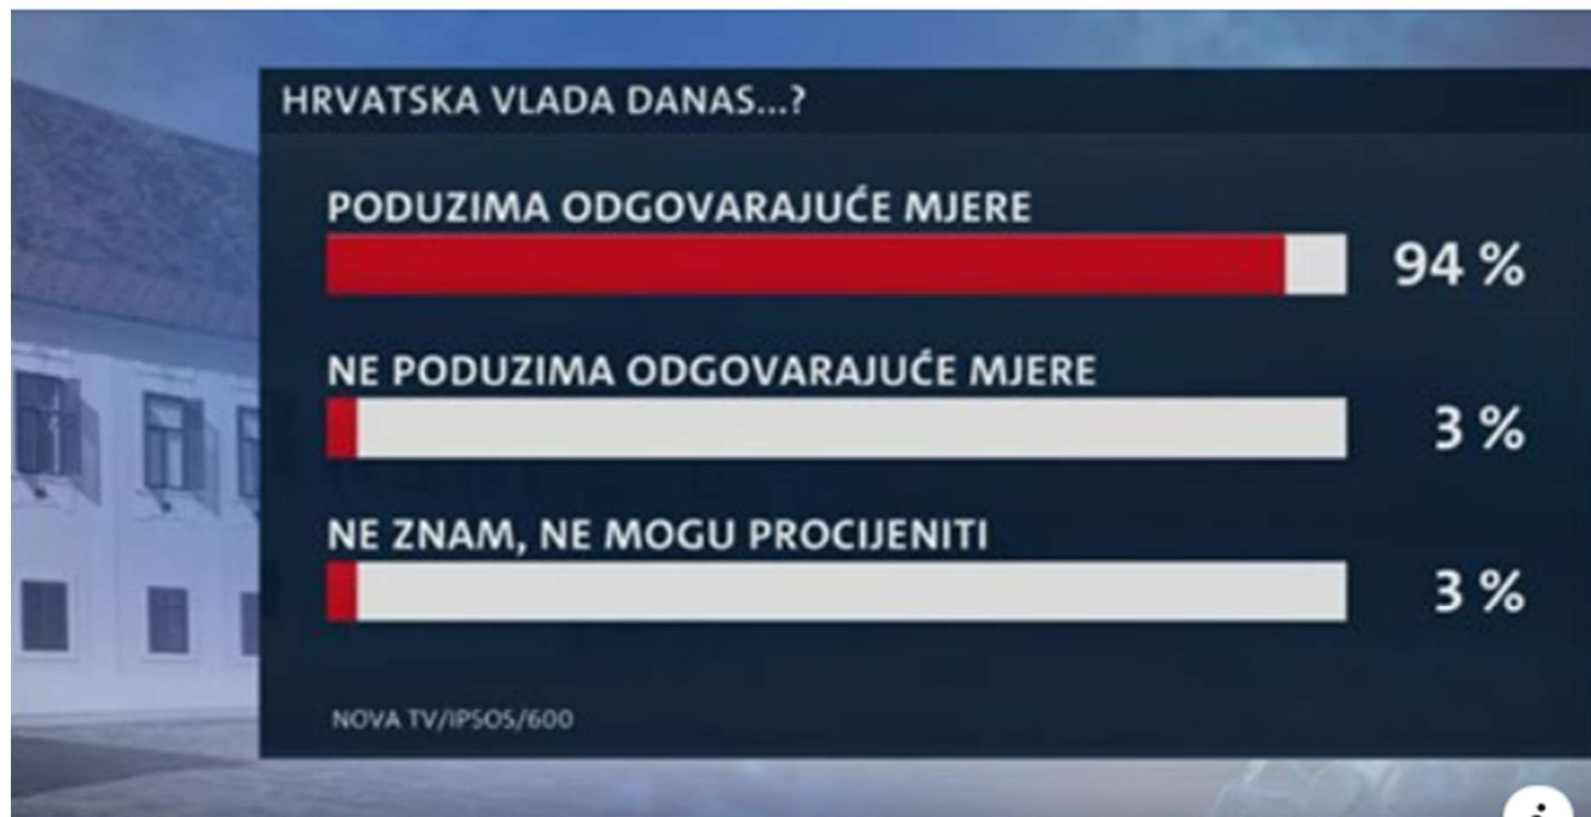 HRVATSKA VLADA DANAS...?
PODUZIMA ODGOVARAJUĆE MJERE
94 %
NE PODUZIMA ODGOVARAJUĆE MJERE
3 %
NE ZNAM, NE MOGU PROCIJENITI
3 %
NOVA TV/IPSOS/600